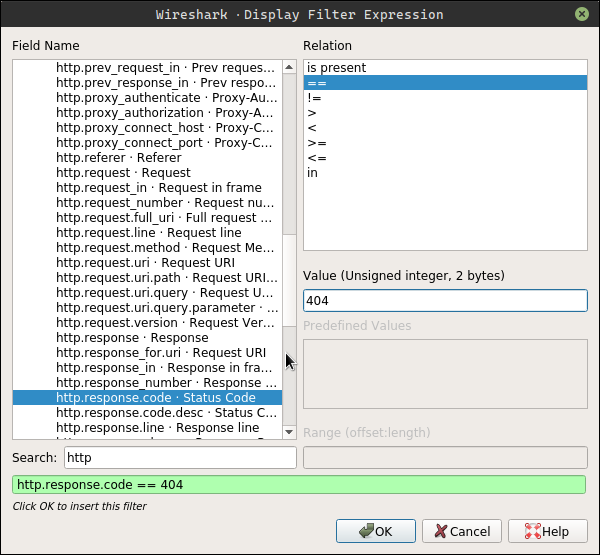 Wireshark · Display Filter Expression
Field Name
http.prev_request_in · Prev reques...
http.prev_response_in · Prev respo...
http.proxy_authenticate · Proxy-Au...
http.proxy_authorization · Proxy-A...
http.proxy_connect_host · Proxy-C...
http.proxy_connect_port · Proxy-C...
http.referer · Referer
http.request · Request
http.request_in · Request in frame
http.request_number · Request nu...
http.request.full_uri · Full request ...
http.request.line · Request line
http.request.method · Request Me...
http.request.uri · Request URI
http.request.uri.path · Request URI...
http.request.uri.query · Request U...
http.request.uri.query.parameter · ...
http.request.version · Request Ver...
http.response · Response
http.response_for.uri · Request URI
http.response_in · Response in fra...
http.response_number · Response ...
http.response.code · Status Code
http.response.code.desc · Status C...
http.response.line · Response line
Search: http
Relation
is present
==
!=
>
<
>=
<=
in
Value (Unsigned integer, 2 bytes)
404
Predefined Values
Range (offset:length)
http.response.code == 404
Click OK to insert this filter
OK
Cancel
Help